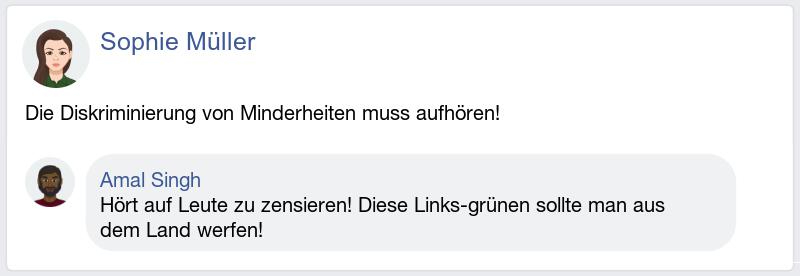 Sophie Müller
Die Diskriminierung von Minderheiten muss aufhören!
Amal Singh
Hört auf Leute zu zensieren! Diese Links-grünen sollte man aus
dem Land werfen!